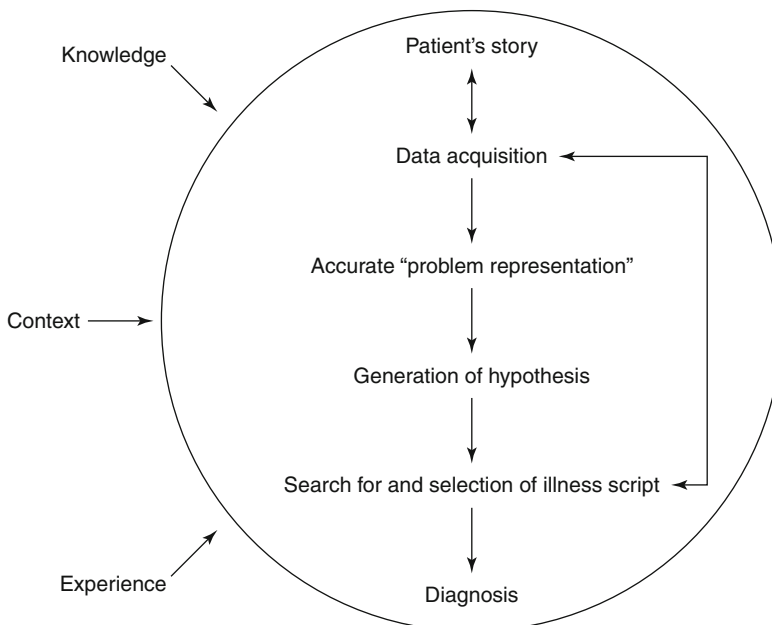 Patient’s story
Knowledge
Data acquisition
Accurate “problem representation”
Context
Generation of hypothesis
Search for and selection of illness script
Experience
Diagnosis